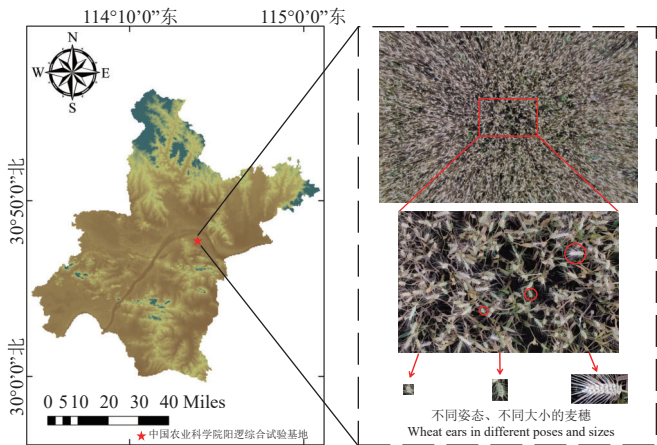 114°10′0″东
115°0′0″东
N
W
E
S
30°50′0″北
30°0′0″北
0 5 10 20 30 40 Miles
★中国农业科学院阳逻综合试验基地
不同姿态、不同大小的麦穗
Wheat ears in different poses and sizes